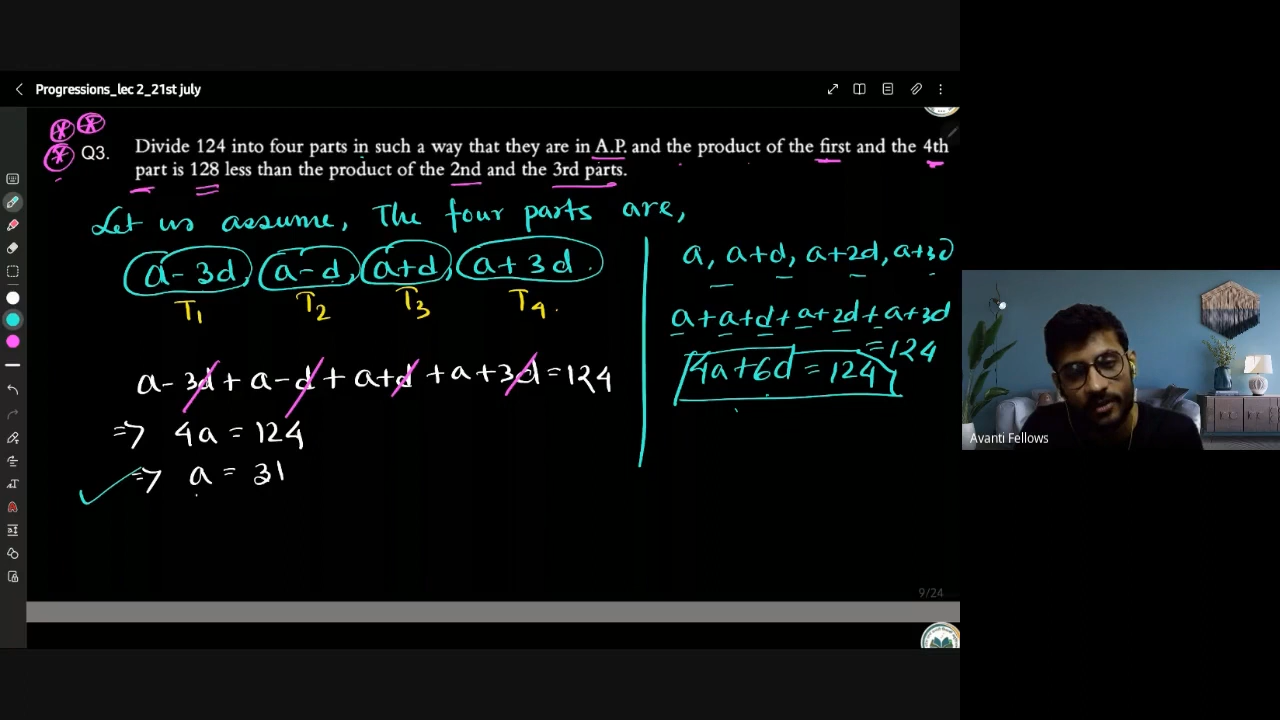 Progressions_lec 2_21st july
Q3. Divide 124 into four parts in such a way that they are in A.P. and the product of the first and the 4th
part is 128 less than the product of the 2nd and the 3rd parts.
Let us assume, The four parts are,
a-3d, a-d, a+d, a+3d.
T1 T2 T3 T4.
a-3d + a-d + a+d + a+3d = 124
=> 4a = 124
=> a = 31
a, a+d, a+2d, a+3d
a+a+d+a+2d+a+3d
=124
4a+6d = 124
9/24
Avanti Fellows